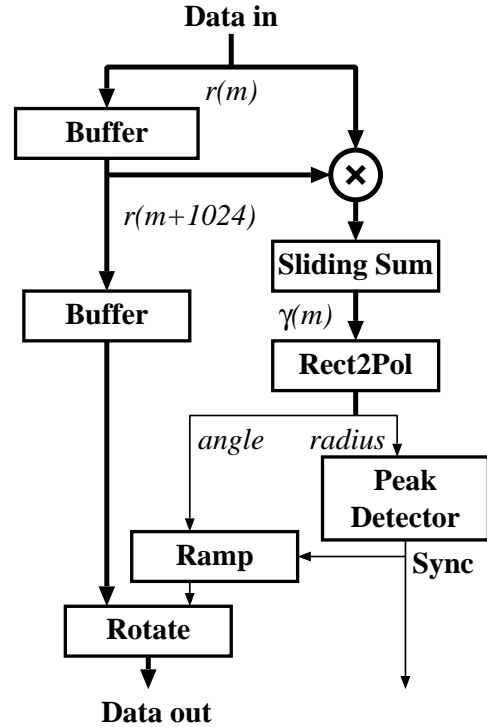 Data in
r(m)
Buffer
×
r(m+1024)
Sliding Sum
Buffer
γ(m)
Rect2Pol
angle
radius
Peak
Detector
Ramp
Sync
Rotate
Data out